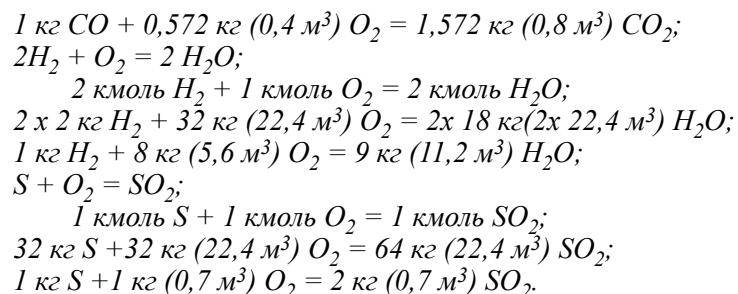 1 кг CO + 0,572 кг (0,4 м³) O₂ = 1,572 кг (0,8 м³) CO₂;
2H₂ + O₂ = 2 H₂O;
2 кмоль H₂ + 1 кмоль O₂ = 2 кмоль H₂O;
2 х 2 кг H₂ + 32 кг (22,4 м³) O₂ = 2х 18 кг(2х 22,4 м³) H₂O;
1 кг H₂ + 8 кг (5,6 м³) O₂ = 9 кг (11,2 м³) H₂O;
S + O₂ = SO₂;
1 кмоль S + 1 кмоль O₂ = 1 кмоль SO₂;
32 кг S +32 кг (22,4 м³) O₂ = 64 кг (22,4 м³) SO₂;
1 кг S +1 кг (0,7 м³) O₂ = 2 кг (0,7 м³) SO₂.